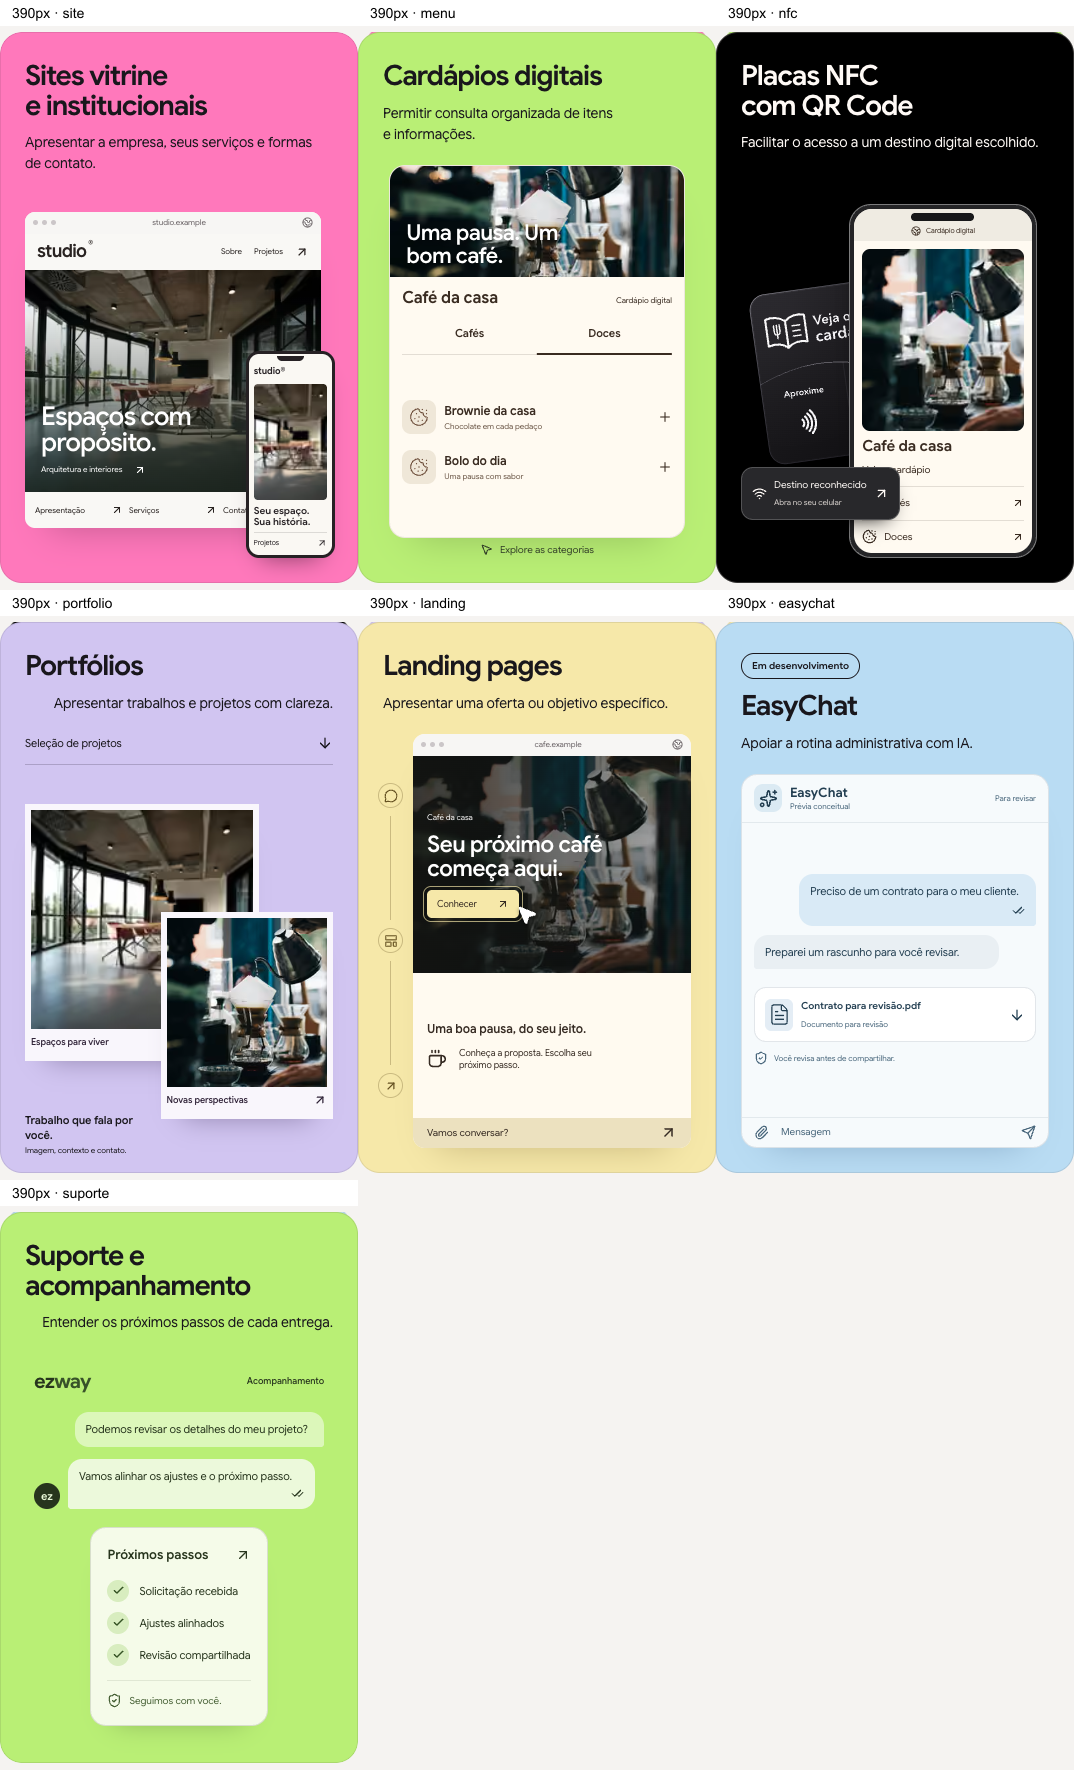 390px · site
Sites vitrine
e institucionais
Apresentar a empresa, seus serviços e formas
de contato.
studio.example
studio®
Sobre
Projetos
Espaços com
propósito.
Arquitetura e interiores
Apresentação
Serviços
studio®
Seu espaço.
Sua história.
Projetos
390px · menu
Cardápios digitais
Permitir consulta organizada de itens
e informações.
Uma pausa. Um
bom café.
Café da casa
Cardápio digital
Cafés
Doces
Brownie da casa
Chocolate em cada pedaço
Bolo do dia
Uma pausa com sabor
Explore as categorias
390px · nfc
Placas NFC
com QR Code
Facilitar o acesso a um destino digital escolhido.
Cardápio digital
Veja o
Aproxime
Café da casa
Destino reconhecido
Abra no seu celular
Doces
390px · portfolio
Portfólios
Apresentar trabalhos e projetos com clareza.
Seleção de projetos
Espaços para viver
Novas perspectivas
Trabalho que fala por
você.
Imagem, contexto e contato.
390px · landing
Landing pages
Apresentar uma oferta ou objetivo específico.
cafe.example
Café da casa
Seu próximo café
começa aqui.
Conhecer
Uma boa pausa, do seu jeito.
Conheça a proposta. Escolha seu
próximo passo.
Vamos conversar?
390px · easychat
Em desenvolvimento
EasyChat
Apoiar a rotina administrativa com IA.
EasyChat
Prévia conceitual
Para revisar
Preciso de um contrato para o meu cliente.
Preparei um rascunho para você revisar.
Contrato para revisão.pdf
Documento para revisão
Você revisa antes de compartilhar.
Mensagem
390px · suporte
Suporte e
acompanhamento
Entender os próximos passos de cada entrega.
ezway
Acompanhamento
Podemos revisar os detalhes do meu projeto?
Vamos alinhar os ajustes e o próximo passo.
ez
Próximos passos
Solicitação recebida
Ajustes alinhados
Revisão compartilhada
Seguimos com você.